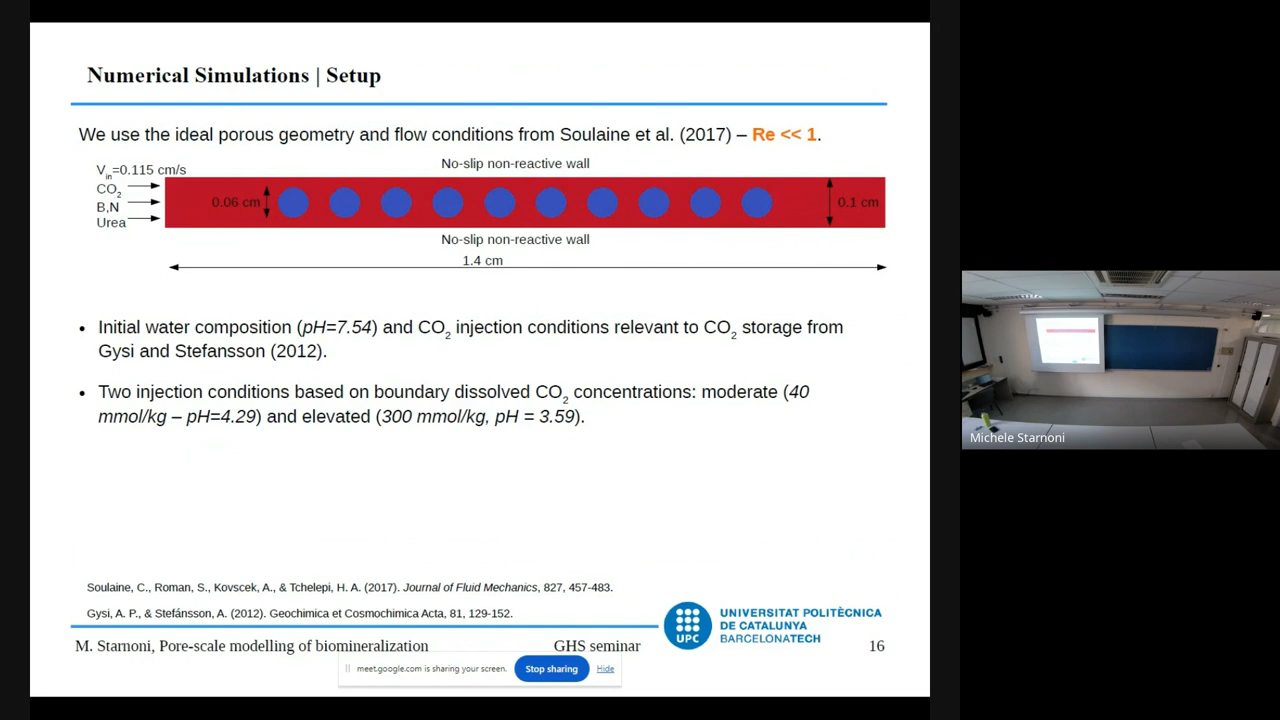 Numerical Simulations | Setup
We use the ideal porous geometry and flow conditions from Soulaine et al. (2017) – Re << 1.
No-slip non-reactive wall
Vin=0.115 cm/s
CO2
B,N
Urea
0.06 cm
0.1 cm
No-slip non-reactive wall
1.4 cm
• Initial water composition (pH=7.54) and CO2 injection conditions relevant to CO2 storage from
Gysi and Stefansson (2012).
• Two injection conditions based on boundary dissolved CO2 concentrations: moderate (40
mmol/kg – pH=4.29) and elevated (300 mmol/kg, pH = 3.59).
Soulaine, C., Roman, S., Kovscek, A., & Tchelepi, H. A. (2017). Journal of Fluid Mechanics, 827, 457-483.
Gysi, A. P., & Stefánsson, A. (2012). Geochimica et Cosmochimica Acta, 81, 129-152.
UPC
UNIVERSITAT POLITÈCNICA
DE CATALUNYA
BARCELONATECH
M. Starnoni, Pore-scale modelling of biomineralization
GHS seminar
16
meet.google.com is sharing your screen.
Stop sharing
Hide
Michele Starnoni